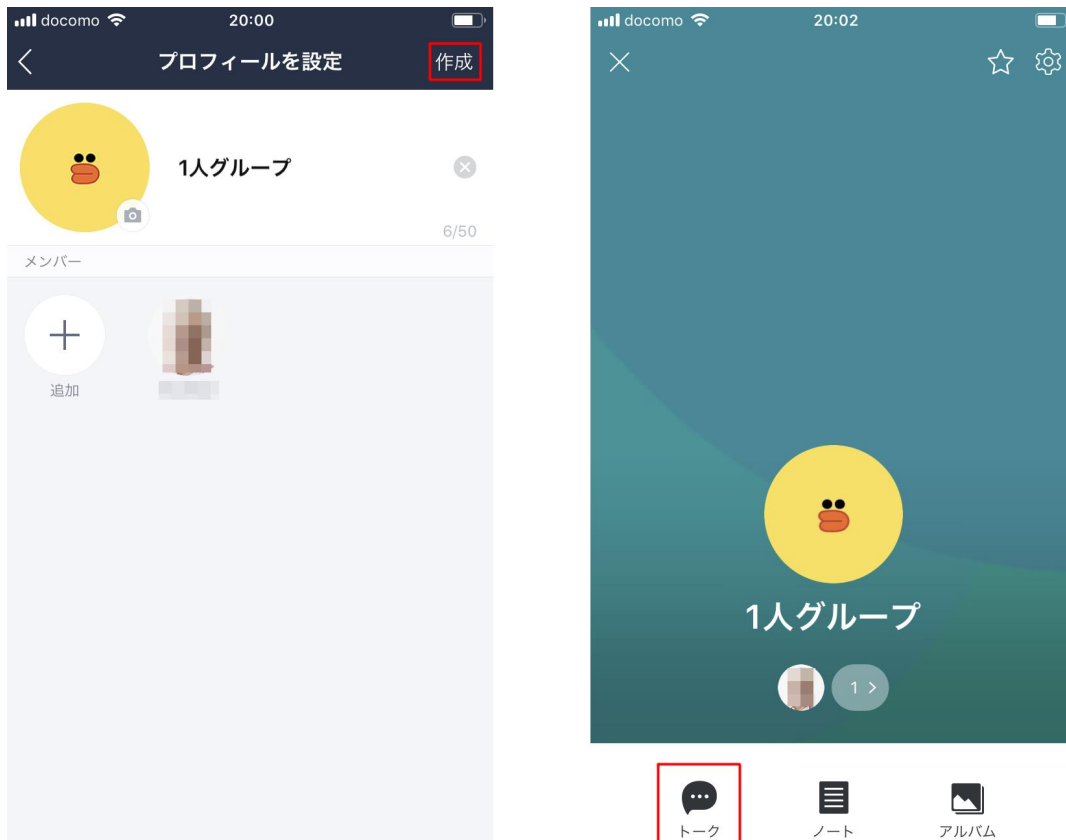 docomo 20:00
プロフィールを設定 作成
1人グループ
6/50
メンバー
追加
docomo 20:02
1人グループ
1 >
トーク ノート アルバム